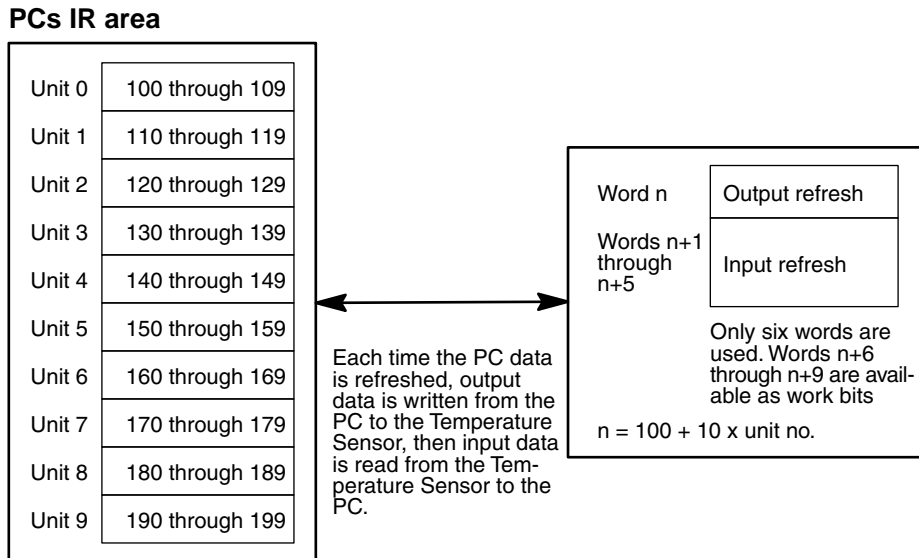 PCs IR area
Unit 0 100 through 109
Unit 1 110 through 119
Unit 2 120 through 129
Unit 3 130 through 139
Unit 4 140 through 149
Unit 5 150 through 159
Unit 6 160 through 169
Unit 7 170 through 179
Unit 8 180 through 189
Unit 9 190 through 199
Each time the PC data
is refreshed, output
data is written from the
PC to the Temperature
Sensor, then input data
is read from the Tem-
perature Sensor to the
PC.
Word n Output refresh
Words n+1
through
n+5
Input refresh
Only six words are
used. Words n+6
through n+9 are avail-
able as work bits
n = 100 + 10 x unit no.